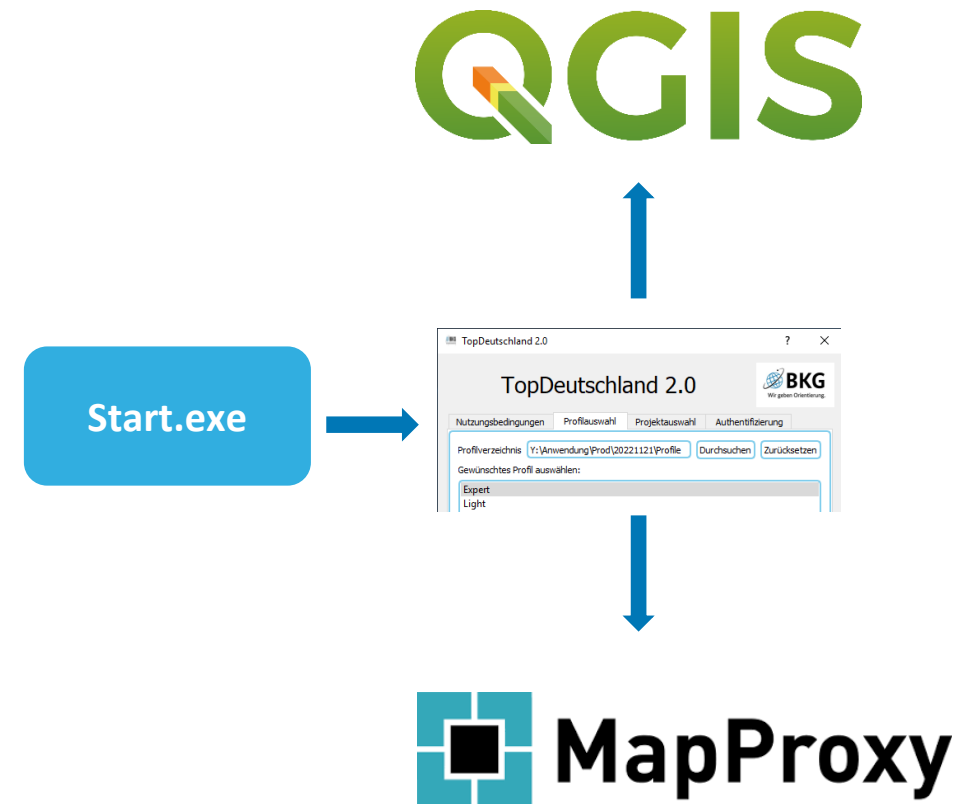 QGIS
Start.exe
TopDeutschland 2.0 ?
TopDeutschland 2.0
BKG
Wir geben Orientierung.
Nutzungsbedingungen Profilauswahl Projektauswahl Authentifizierung
Profilverzeichnis Y:\Anwendung\Prod\20221121\Profile Durchsuchen Zurücksetzen
Gewünschtes Profil auswählen:
Expert
Light
MapProxy